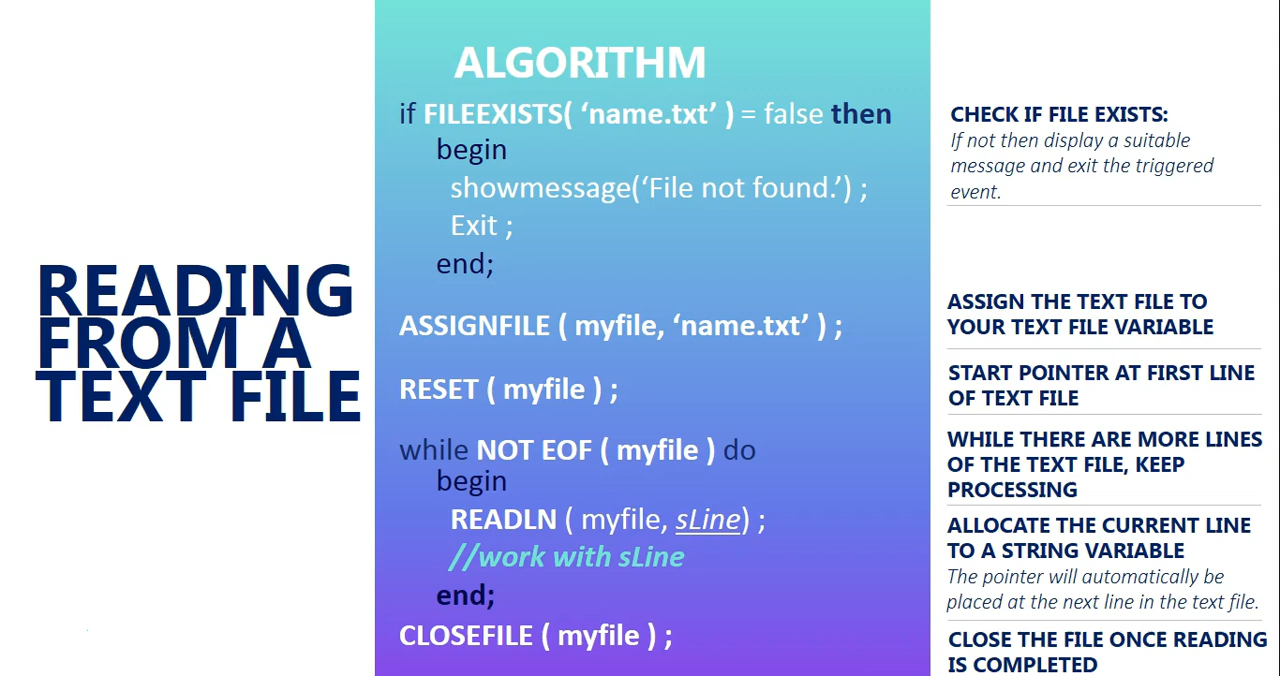 READING
FROM A
TEXT FILE
ALGORITHM
if FILEEXISTS( ‘name.txt’ ) = false then
begin
showmessage(‘File not found.’) ;
Exit ;
end;
ASSIGNFILE ( myfile, ‘name.txt’ ) ;
RESET ( myfile ) ;
while NOT EOF ( myfile ) do
begin
READLN ( myfile, sLine) ;
//work with sLine
end;
CLOSEFILE ( myfile ) ;
CHECK IF FILE EXISTS:
If not then display a suitable
message and exit the triggered
event.
ASSIGN THE TEXT FILE TO
YOUR TEXT FILE VARIABLE
START POINTER AT FIRST LINE
OF TEXT FILE
WHILE THERE ARE MORE LINES
OF THE TEXT FILE, KEEP
PROCESSING
ALLOCATE THE CURRENT LINE
TO A STRING VARIABLE
The pointer will automatically be
placed at the next line in the text file.
CLOSE THE FILE ONCE READING
IS COMPLETED